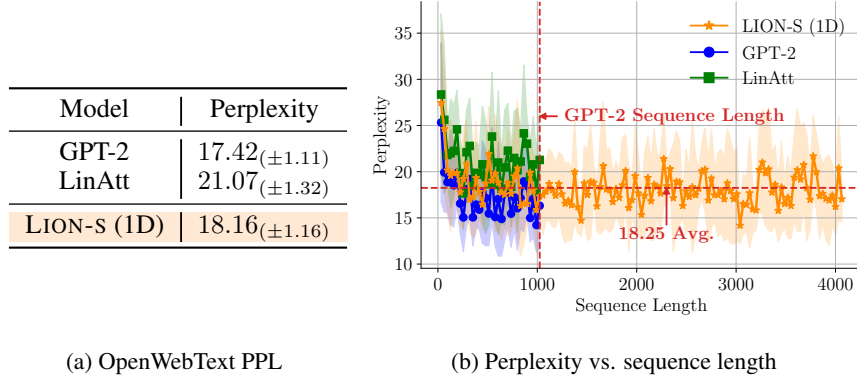 Model Perplexity
GPT-2 17.42(±1.11)
LinAtt 21.07(±1.32)
LION-S (1D) 18.16(±1.16)
(a) OpenWebText PPL
Perplexity
35
30
25
20
15
10
LION-S (1D)
GPT-2
LinAtt
GPT-2 Sequence Length
18.25 Avg.
0 1000 2000 3000 4000
Sequence Length
(b) Perplexity vs. sequence length